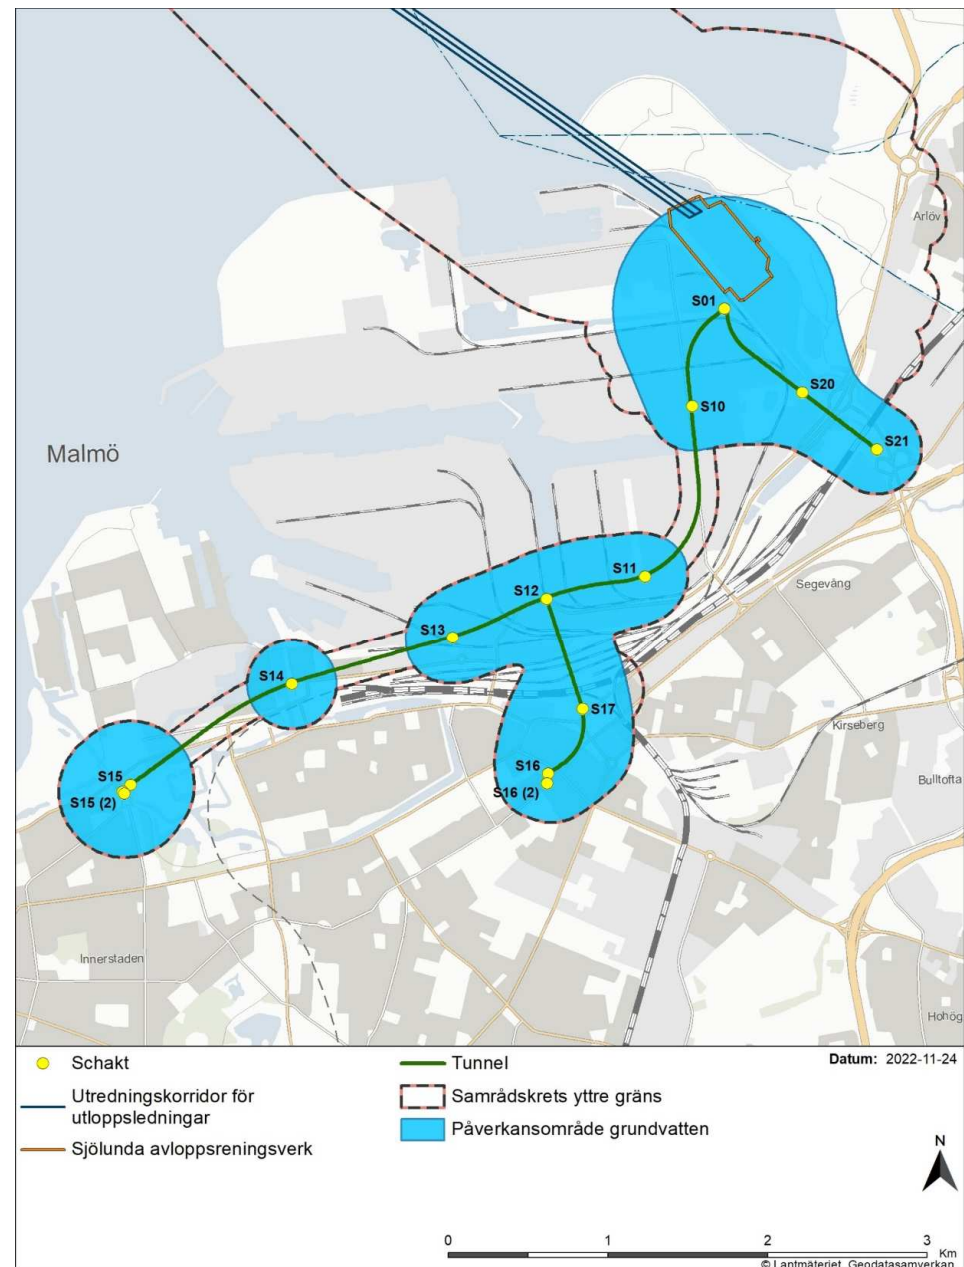 Arlöv
S01
S20
S10
S21
Malmö
S11
Segevång
S12
S13
S14
S17
Kirseberg
S16
S15
Bulltofta
S16 (2)
S15 (2)
Innerstaden
Hohög
Schakt
Tunnel
Datum: 2022-11-24
Utredningskorridor för
utloppsledningar
Samrådskrets yttre gräns
Påverkansområde grundvatten
Sjölunda avloppsreningsverk
N
0 1 2 3
Km
© Lantmäteriet, Geodatasamverkan